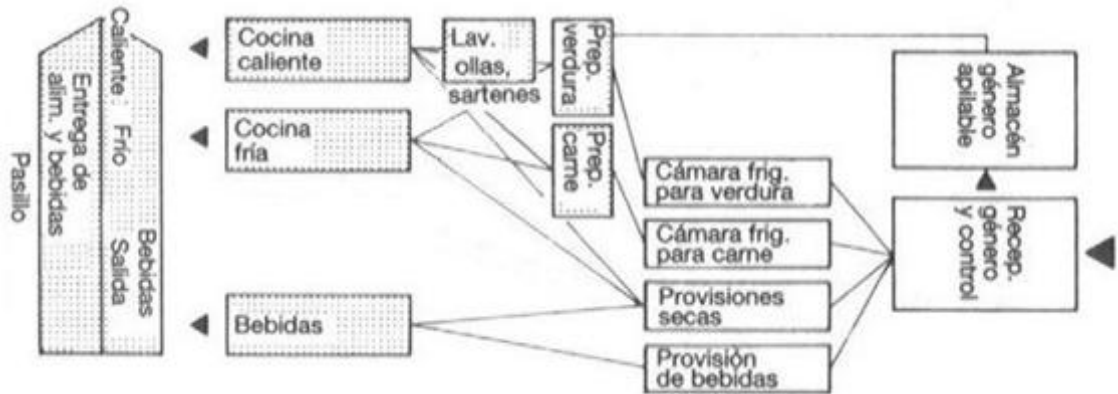 Cocina
caliente
Lav.
ollas,
sartenes
Prep.
verdura
Almacén
género
apilable
Caliente: Frío
Bebidas
Salida
Entrega de
alim. y bebidas
Pasillo
Cocina
fría
Prep.
carne
Cámara frig.
para verdura
Cámara frig.
para carne
Recep.
género
y control
Provisiones
secas
Bebidas
Provisión
de bebidas